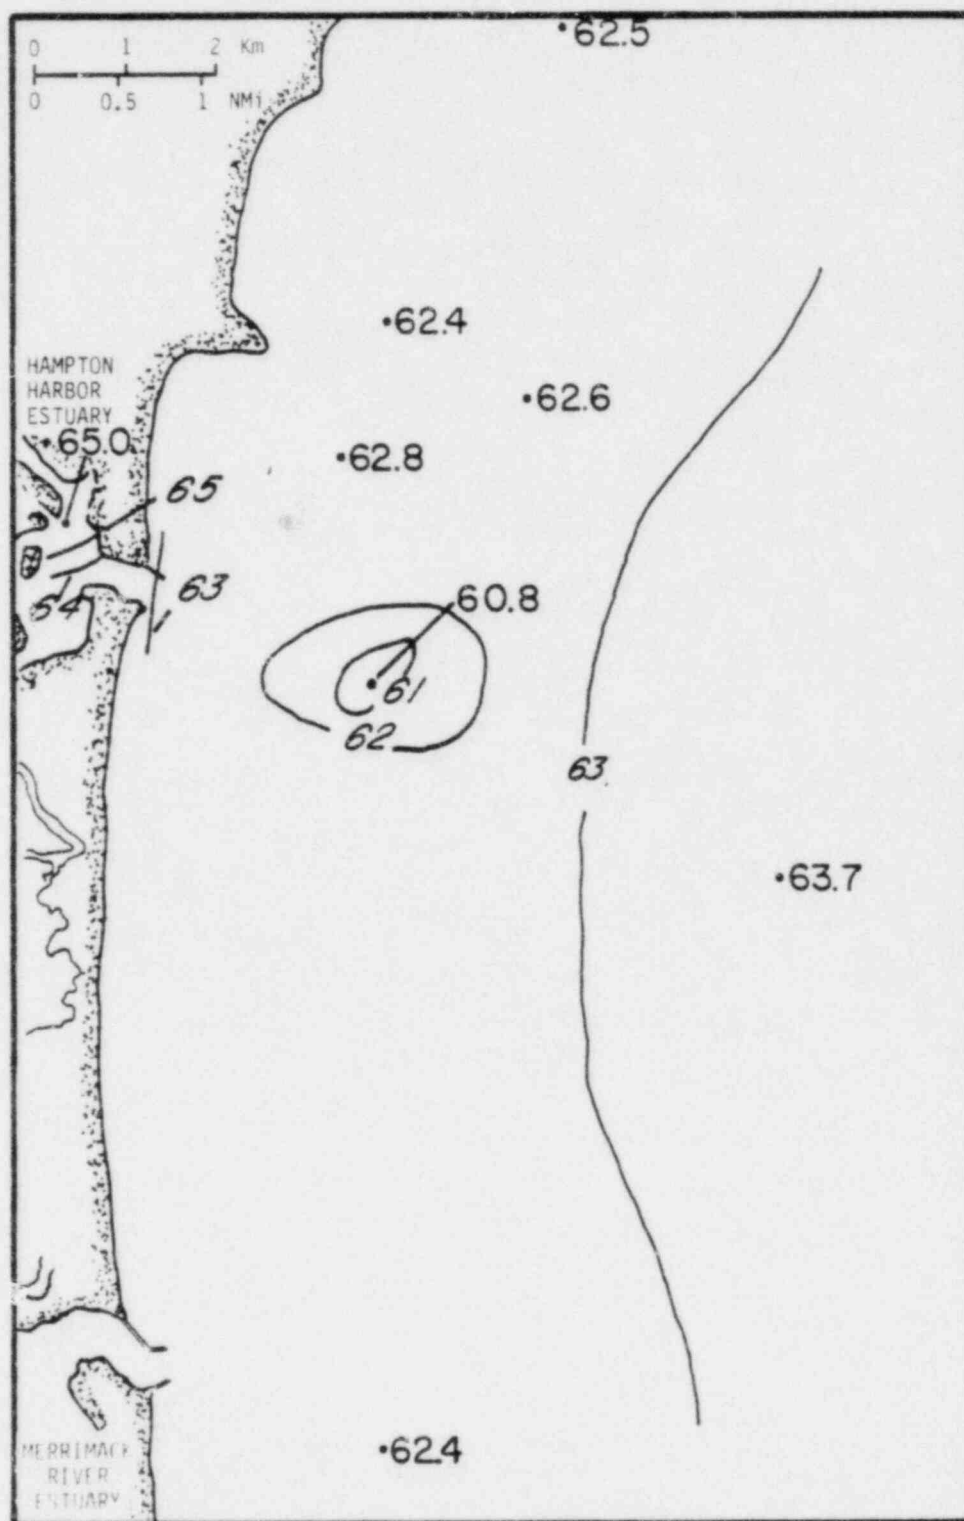 0 1 2 Km
0 0.5 1 NMi
62.5
62.4
HAMPTON
HARBOR
ESTUARY
62.6
65.0
62.8
65
63
64
60.8
61
62
63
63.7
62.4
MERRIMACK
RIVER
ESTUARY